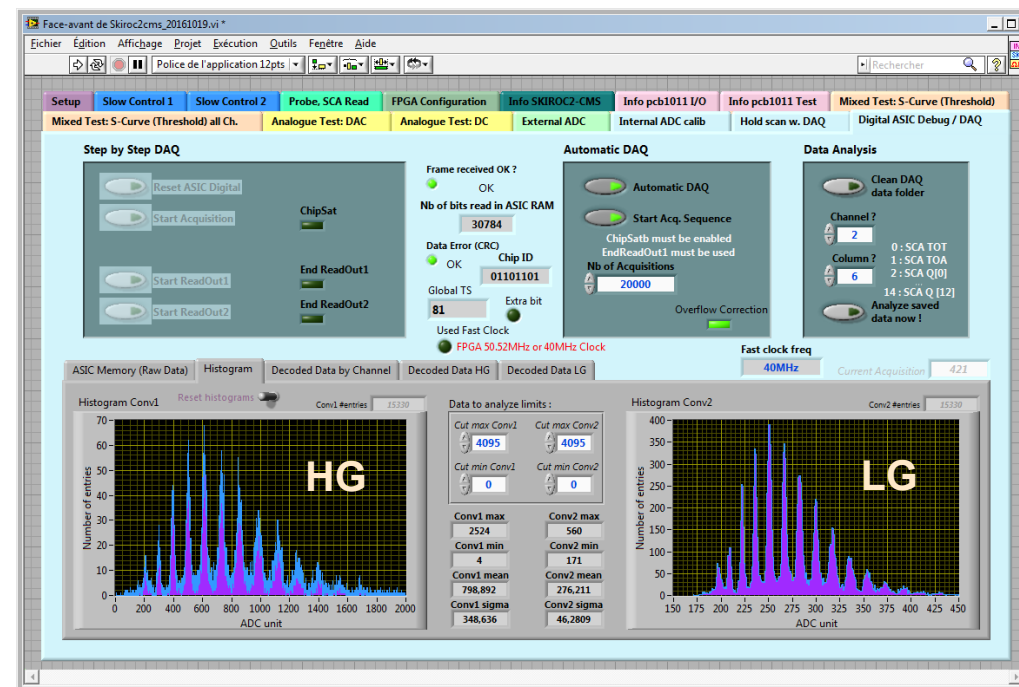 Face-avant de Skiroc2cms_20161019.vi *
Fichier Édition Affichage Projet Exécution Outils Fenêtre Aide
Police de l'application 12pts
Rechercher
Setup Slow Control 1 Slow Control 2 Probe, SCA Read FPGA Configuration Info SKIROC2-CMS Info pcb1011 I/O Info pcb1011 Test Mixed Test: S-Curve (Threshold)
Mixed Test: S-Curve (Threshold) all Ch. Analogue Test: DAC Analogue Test: DC External ADC Internal ADC calib Hold scan w. DAQ Digital ASIC Debug / DAQ
Step by Step DAQ
Reset ASIC Digital
Start Acquisition
ChipSat
Start ReadOut1
End ReadOut1
Start ReadOut2
End ReadOut2
Frame received OK ?
OK
Nb of bits read in ASIC RAM
30784
Data Error (CRC)
OK
Chip ID
01101101
Global TS
81
Extra bit
Used Fast Clock
FPGA 50.52MHz or 40MHz Clock
Automatic DAQ
Automatic DAQ
Start Acq. Sequence
ChipSatb must be enabled
EndReadOut1 must be used
Nb of Acquisitions
20000
Overflow Correction
Data Analysis
Clean DAQ
data folder
Channel ?
2
Column ?
6
0 : SCA TOT
1 : SCA TOA
2 : SCA Q[0]
...
14 : SCA Q [12]
Analyze saved
data now !
Fast clock freq
40MHz
Current Acquisition 421
ASIC Memory (Raw Data) Histogram Decoded Data by Channel Decoded Data HG Decoded Data LG
Histogram Conv1 Reset histograms Conv1 #entries 15330
70
60
50
40
30
20
10
0
Number of entries
HG
0 200 400 600 800 1000 1200 1400 1600 1800 2000
ADC unit
Data to analyze limits :
Cut max Conv1 Cut max Conv2
4095 4095
Cut min Conv1 Cut min Conv2
0 0
Conv1 max Conv2 max
2524 560
Conv1 min Conv2 min
4 171
Conv1 mean Conv2 mean
798,892 276,211
Conv1 sigma Conv2 sigma
348,636 46,2809
Histogram Conv2 Conv2 #entries 15330
400
350
300
250
200
150
100
50
0
Number of entries
LG
150 175 200 225 250 275 300 325 350 375 400 425 450
ADC unit